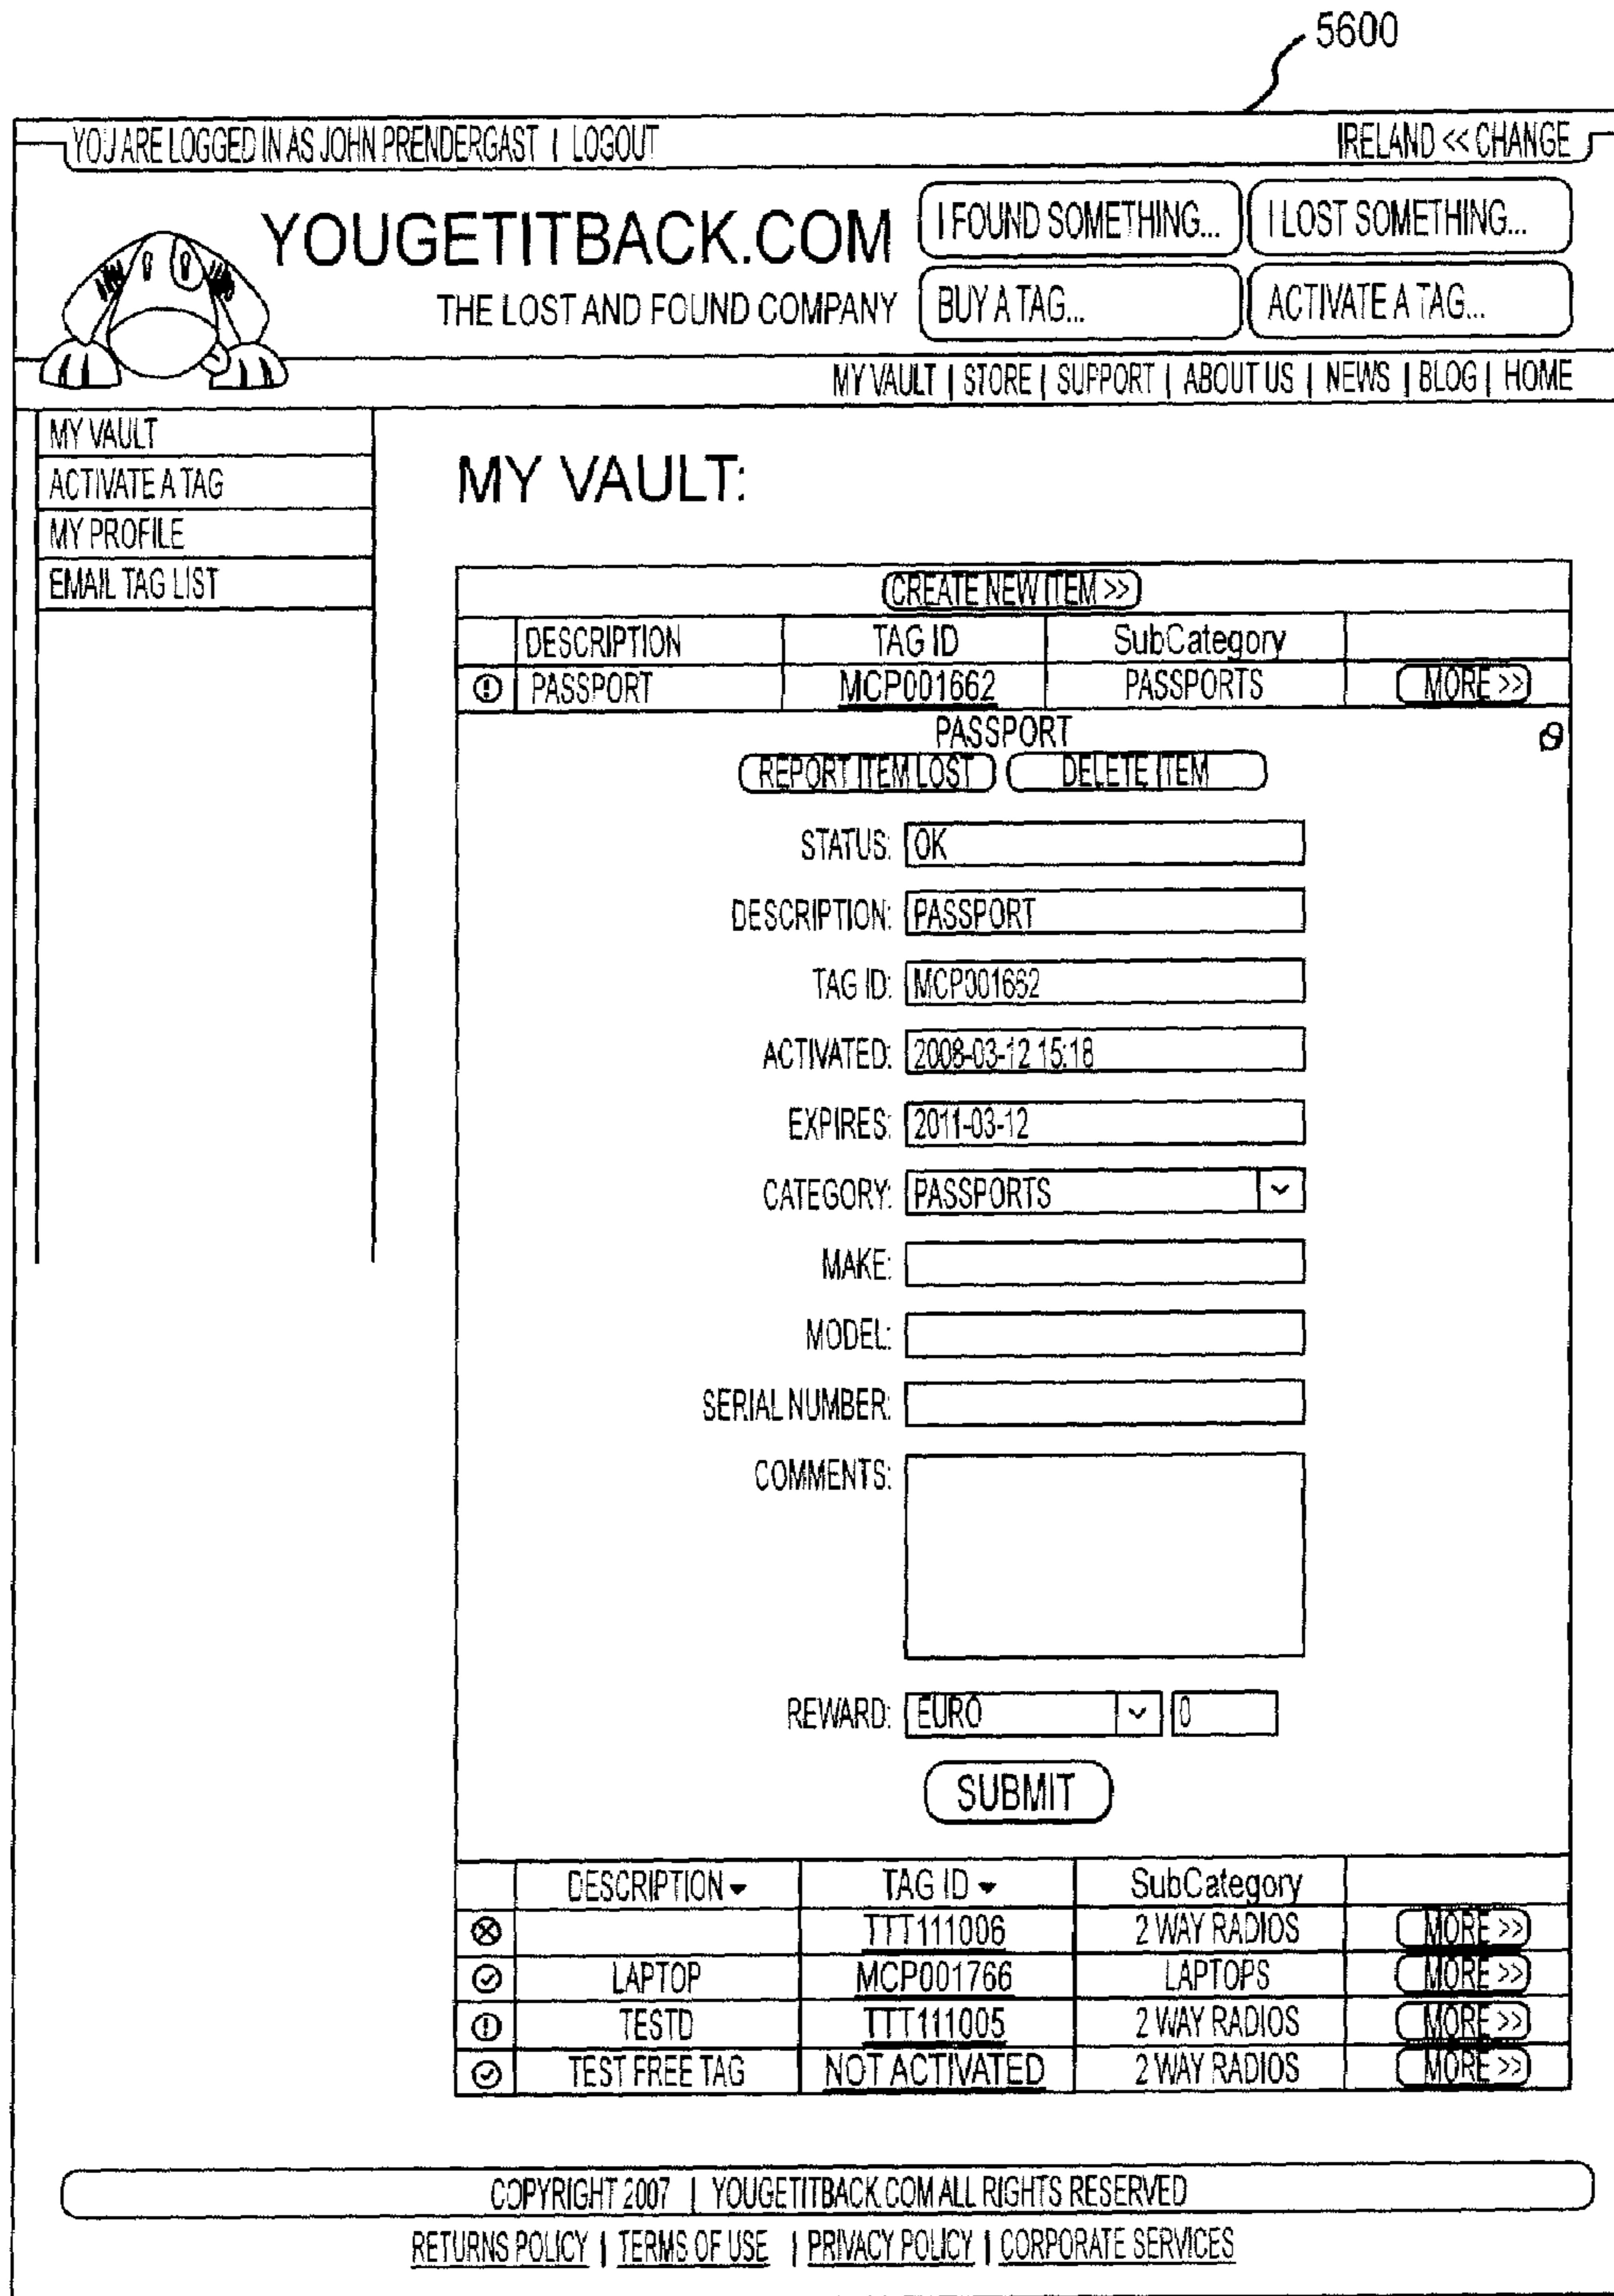 5600
YOU ARE LOGGED IN AS JOHN PRENDERGAST | LOGOUT IRELAND << CHANGE
YOUGETITBACK.COM
THE LOST AND FOUND COMPANY
I FOUND SOMETHING... I LOST SOMETHING...
BUY A TAG... ACTIVATE A TAG...
MY VAULT | STORE | SUPPORT | ABOUT US | NEWS | BLOG | HOME
MY VAULT
ACTIVATE A TAG
MY PROFILE
EMAIL TAG LIST
MY VAULT:
CREATE NEW ITEM >>
DESCRIPTION TAG ID SubCategory
PASSPORT MCP001662 PASSPORTS MORE >>
PASSPORT
REPORT ITEM LOST DELETE ITEM
STATUS: OK
DESCRIPTION: PASSPORT
TAG ID: MCP001662
ACTIVATED: 2008-03-12 15:18
EXPIRES: 2011-03-12
CATEGORY: PASSPORTS
MAKE:
MODEL:
SERIAL NUMBER:
COMMENTS:
REWARD: EURO 0
SUBMIT
DESCRIPTION TAG ID SubCategory
TTT111006 2 WAY RADIOS MORE >>
LAPTOP MCP001766 LAPTOPS MORE >>
TESTD TTT111005 2 WAY RADIOS MORE >>
TEST FREE TAG NOT ACTIVATED 2 WAY RADIOS MORE >>
COPYRIGHT 2007 | YOUGETITBACK.COM ALL RIGHTS RESERVED
RETURNS POLICY | TERMS OF USE | PRIVACY POLICY | CORPORATE SERVICES